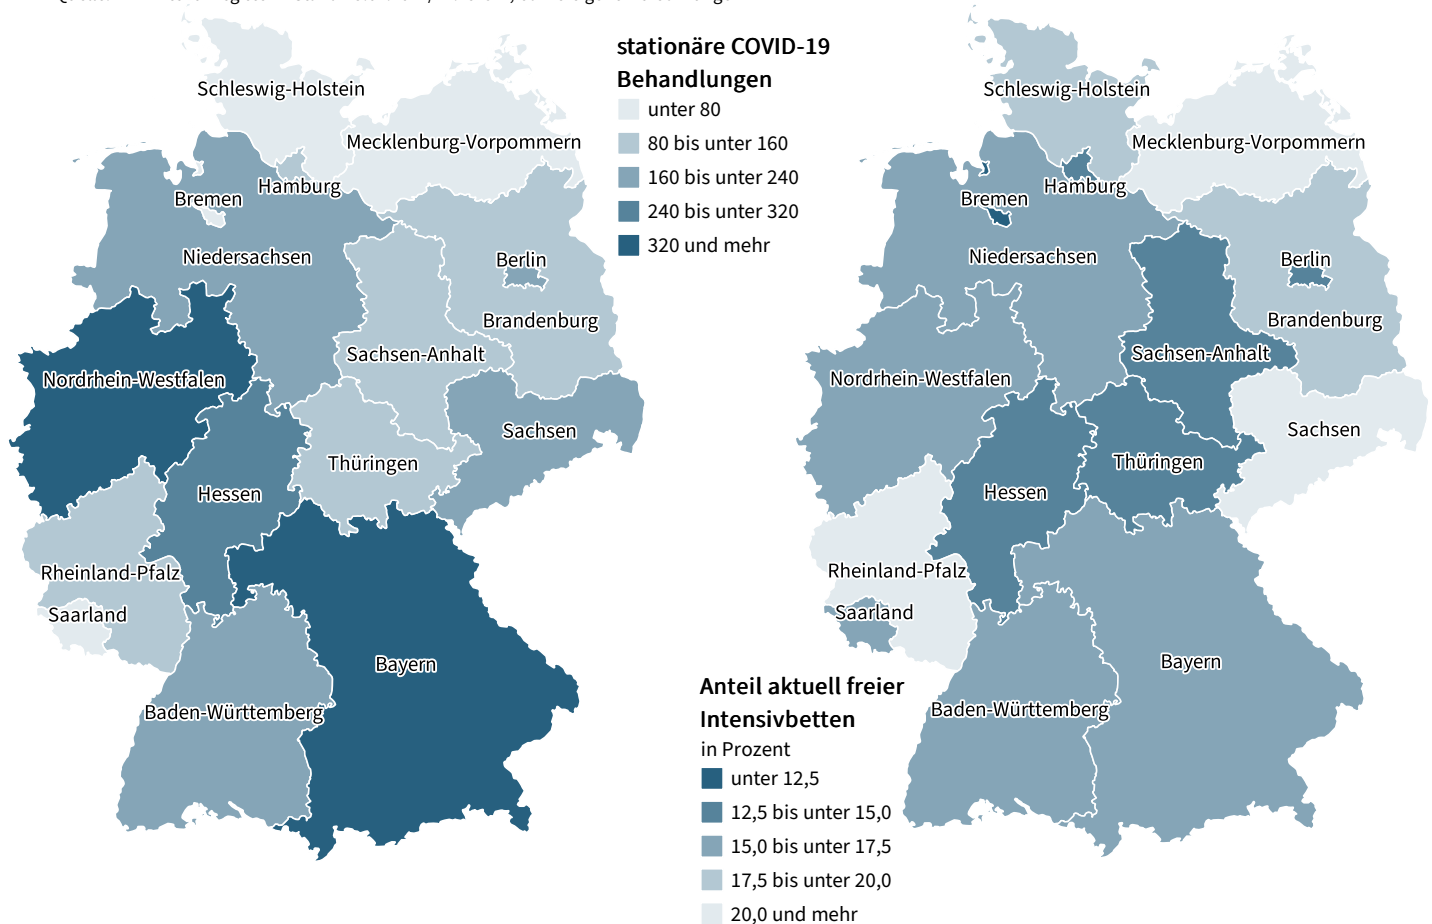 stationäre COVID-19
Behandlungen
unter 80
80 bis unter 160
160 bis unter 240
240 bis unter 320
320 und mehr
Schleswig-Holstein
Mecklenburg-Vorpommern
Hamburg
Bremen
Niedersachsen
Berlin
Brandenburg
Sachsen-Anhalt
Nordrhein-Westfalen
Sachsen
Thüringen
Hessen
Rheinland-Pfalz
Saarland
Bayern
Baden-Württemberg
Schleswig-Holstein
Mecklenburg-Vorpommern
Hamburg
Bremen
Niedersachsen
Berlin
Brandenburg
Sachsen-Anhalt
Nordrhein-Westfalen
Sachsen
Thüringen
Hessen
Rheinland-Pfalz
Saarland
Bayern
Baden-Württemberg
Anteil aktuell freier
Intensivbetten
in Prozent
unter 12,5
12,5 bis unter 15,0
15,0 bis unter 17,5
17,5 bis unter 20,0
20,0 und mehr